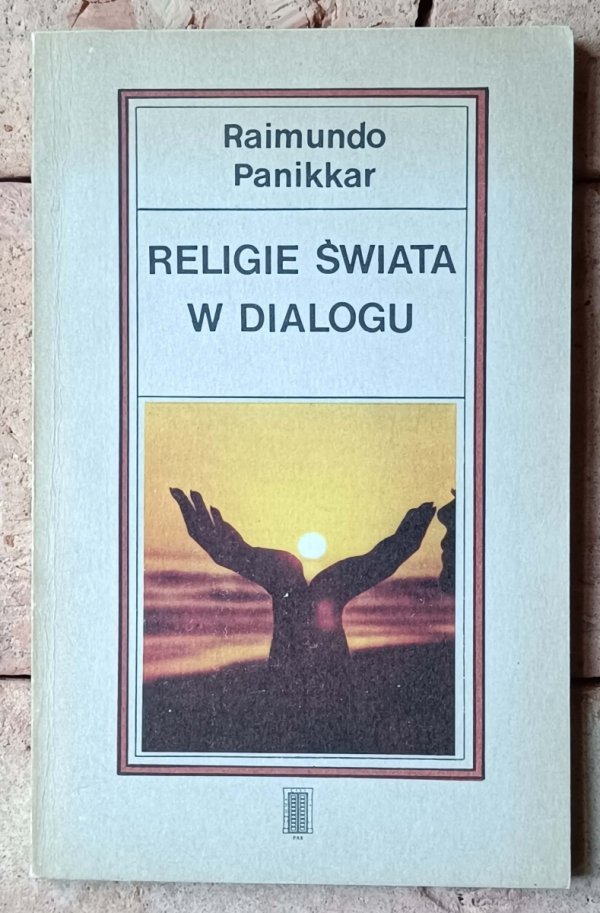 Raimundo
Panikkar
RELIGIE ŚWIATA
W DIALOGU
PAX